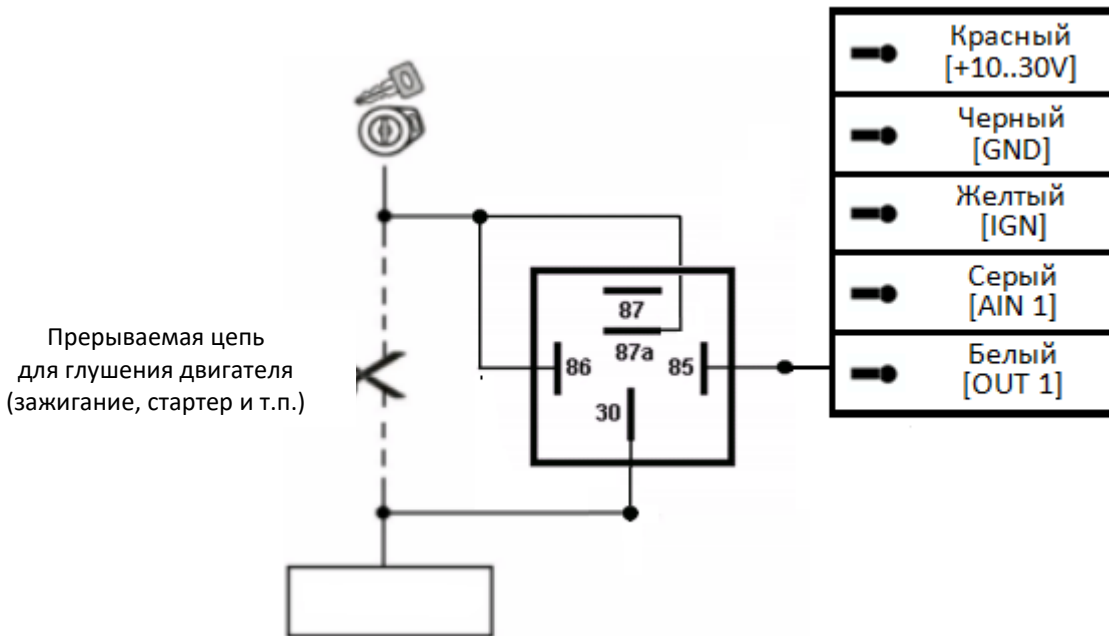 Красный
[+10..30V]
Черный
[GND]
Желтый
[IGN]
Серый
[AIN 1]
Белый
[OUT 1]
87
87a
86
85
30
Прерываемая цепь
для глушения двигателя
(зажигание, стартер и т.п.)